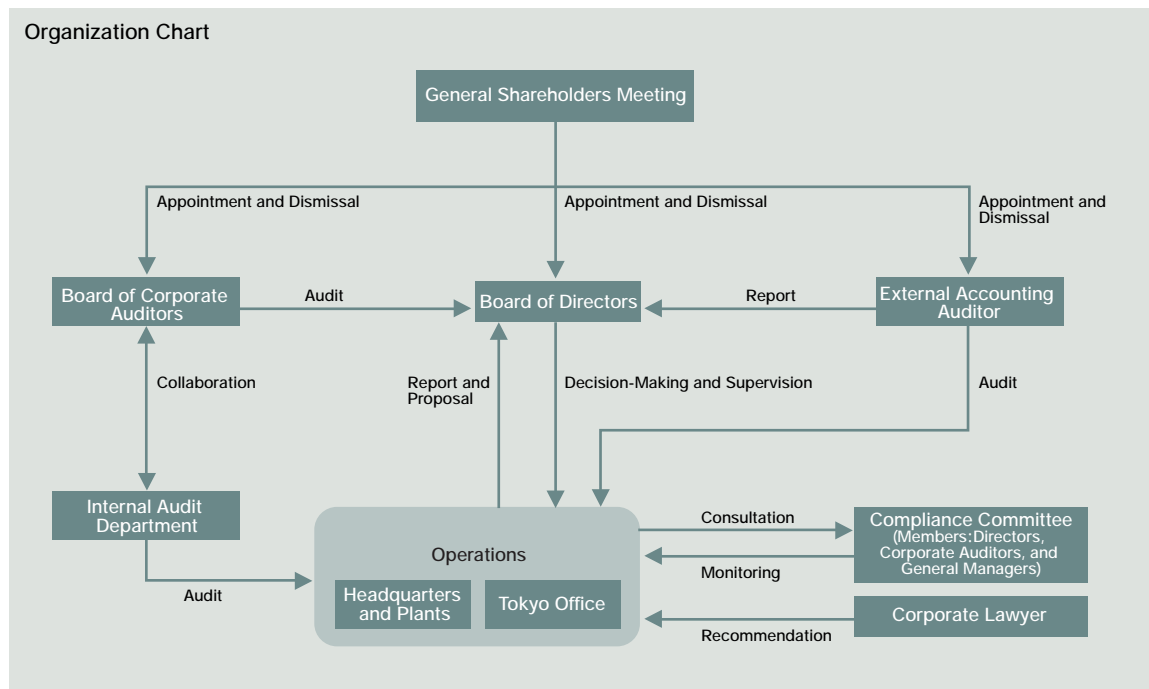 Organization Chart
General Shareholders Meeting
Appointment and Dismissal
Appointment and Dismissal
Appointment and
Dismissal
Board of Corporate
Auditors
Audit
Board of Directors
Report
External Accounting
Auditor
Collaboration
Report and
Proposal
Decision-Making and Supervision
Audit
Internal Audit
Department
Audit
Operations
Headquarters
and Plants
Tokyo Office
Consultation
Monitoring
Compliance Committee
(Members:Directors,
Corporate Auditors, and
General Managers)
Recommendation
Corporate Lawyer